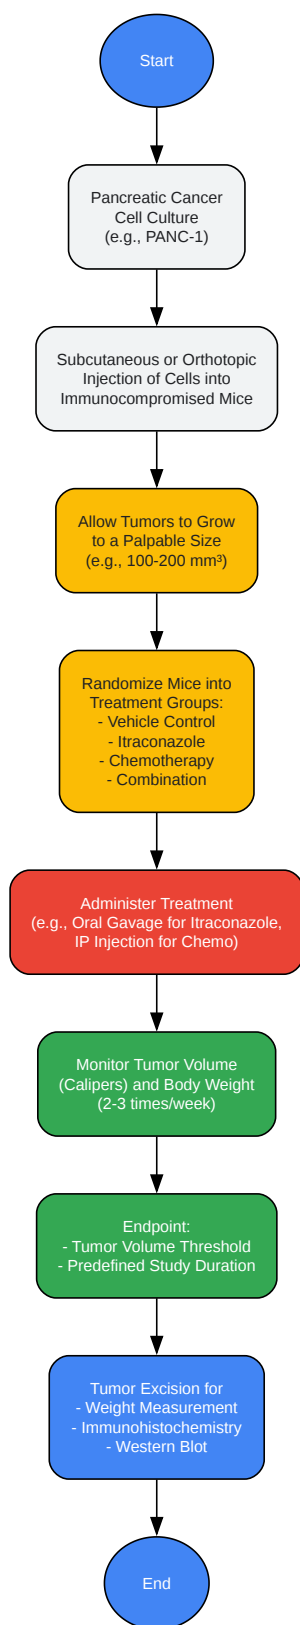 Start
Pancreatic Cancer
Cell Culture
(e.g., PANC-1)
Subcutaneous or Orthotopic
Injection of Cells into
Immunocompromised Mice
Allow Tumors to Grow
to a Palpable Size
(e.g., 100-200 mm³)
Randomize Mice into
Treatment Groups:
- Vehicle Control
- Itraconazole
- Chemotherapy
- Combination
Administer Treatment
(e.g., Oral Gavage for Itraconazole,
IP Injection for Chemo)
Monitor Tumor Volume
(Calipers) and Body Weight
(2-3 times/week)
Endpoint:
- Tumor Volume Threshold
- Predefined Study Duration
Tumor Excision for
- Weight Measurement
- Immunohistochemistry
- Western Blot
End